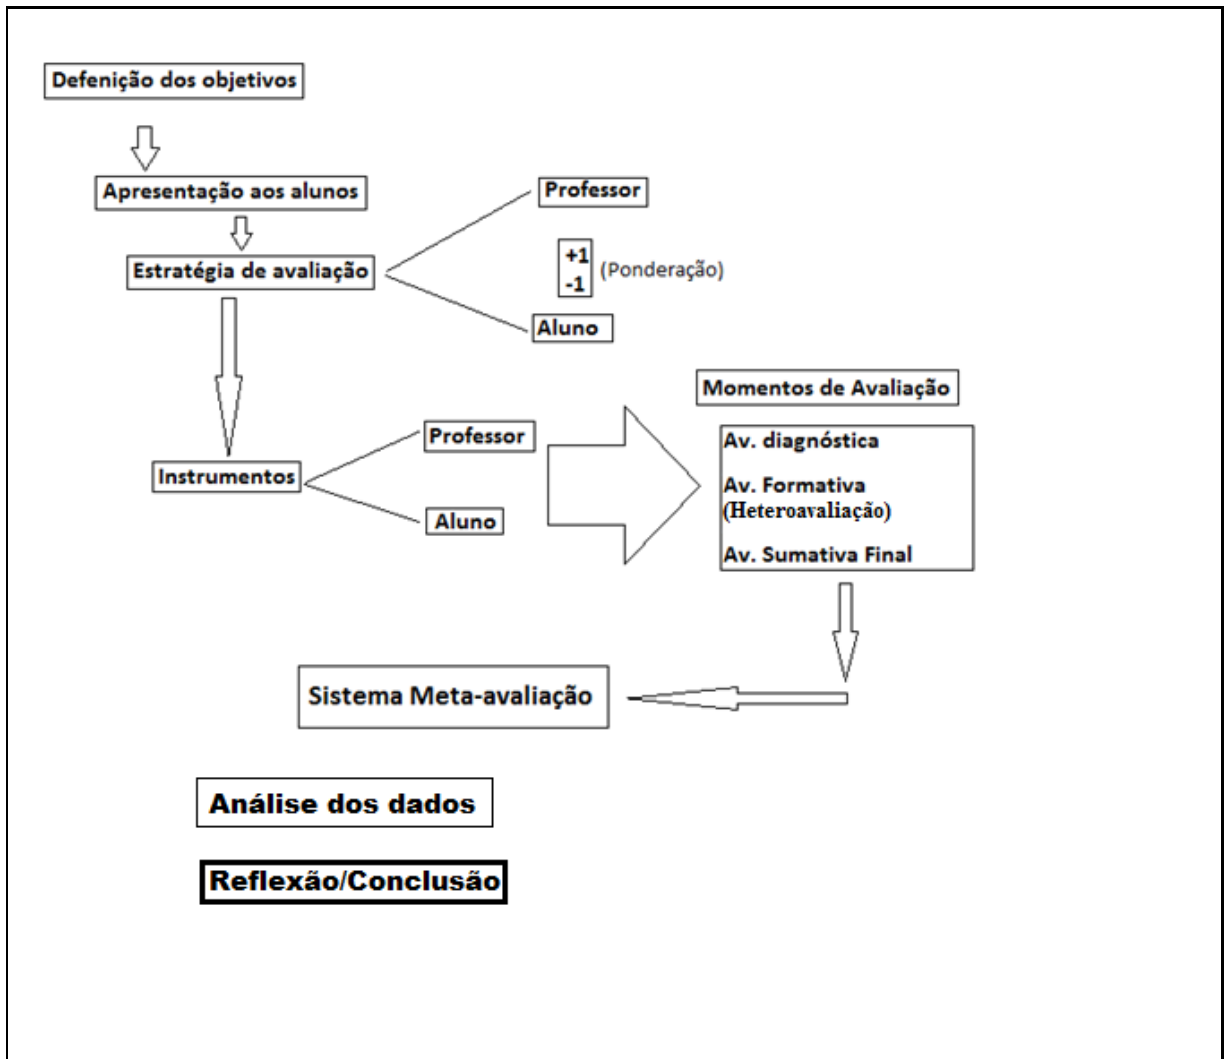 Defenição dos objetivos
Apresentação aos alunos
Estratégia de avaliação
Professor
+1
-1
(Ponderação)
Aluno
Instrumentos
Professor
Aluno
Momentos de Avaliação
Av. diagnóstica
Av. Formativa
(Heteroavaliação)
Av. Sumativa Final
Sistema Meta-avaliação
Análise dos dados
Reflexão/Conclusão